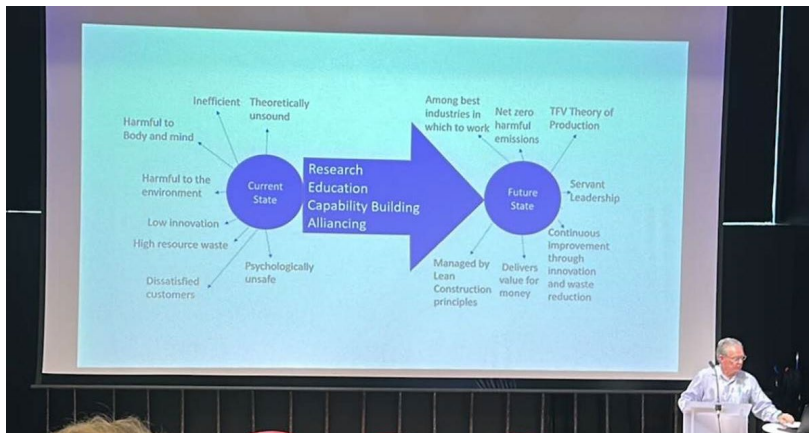 Inefficient
Theoretically
unsound
Harmful to
Body and mind
Harmful to the
environment
Low innovation
High resource waste
Dissatisfied
customers
Psychologically
unsafe
Current
State
Research
Education
Capability Building
Alliancing
Among best
industries in
which to work
Net zero
harmful
emissions
TFV Theory of
Production
Future
State
Servant
Leadership
Continuous
improvement
through
innovation
and waste
reduction
Managed by
Lean
Construction
principles
Delivers
value for
money